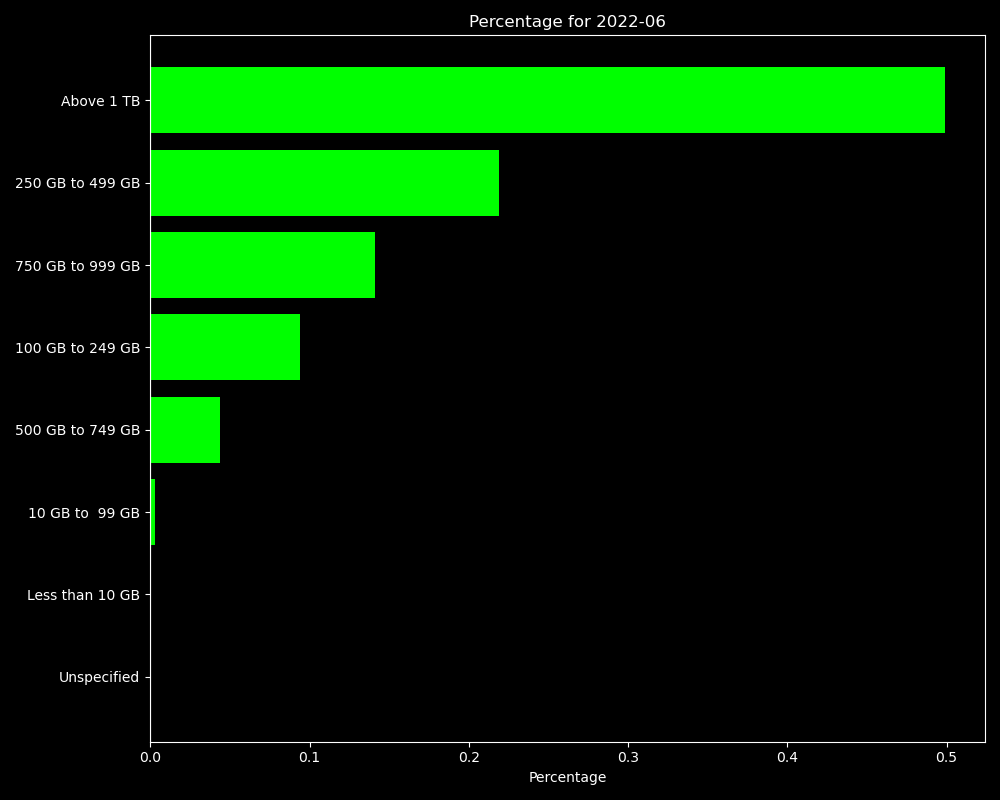 Percentage for 2022-06
Above 1 TB
250 GB to 499 GB
750 GB to 999 GB
100 GB to 249 GB
500 GB to 749 GB
10 GB to  99 GB
Less than 10 GB
Unspecified
0.0 0.1 0.2 0.3 0.4 0.5
Percentage